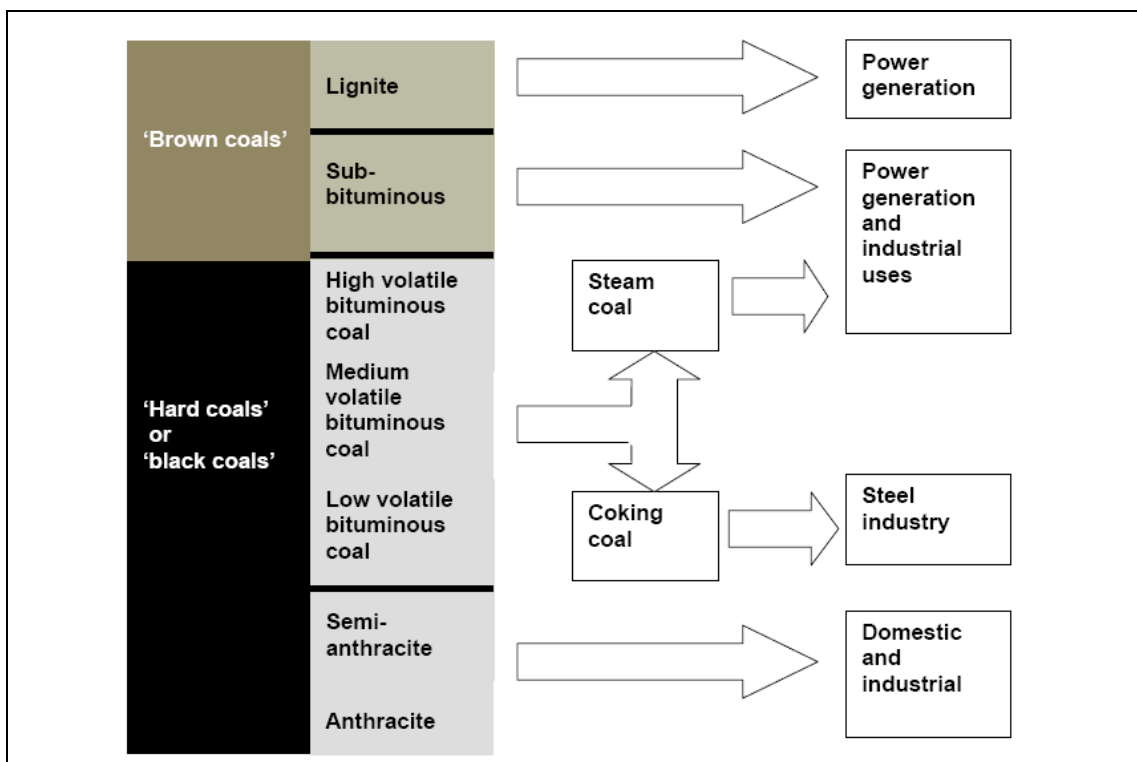 ‘Brown coals’
Lignite
Sub-
bituminous
Power
generation
Power
generation
and
industrial
uses
‘Hard coals’
or
‘black coals’
High volatile
bituminous
coal
Medium
volatile
bituminous
coal
Low volatile
bituminous
coal
Steam
coal
Coking
coal
Steel
industry
Semi-
anthracite
Anthracite
Domestic
and
industrial